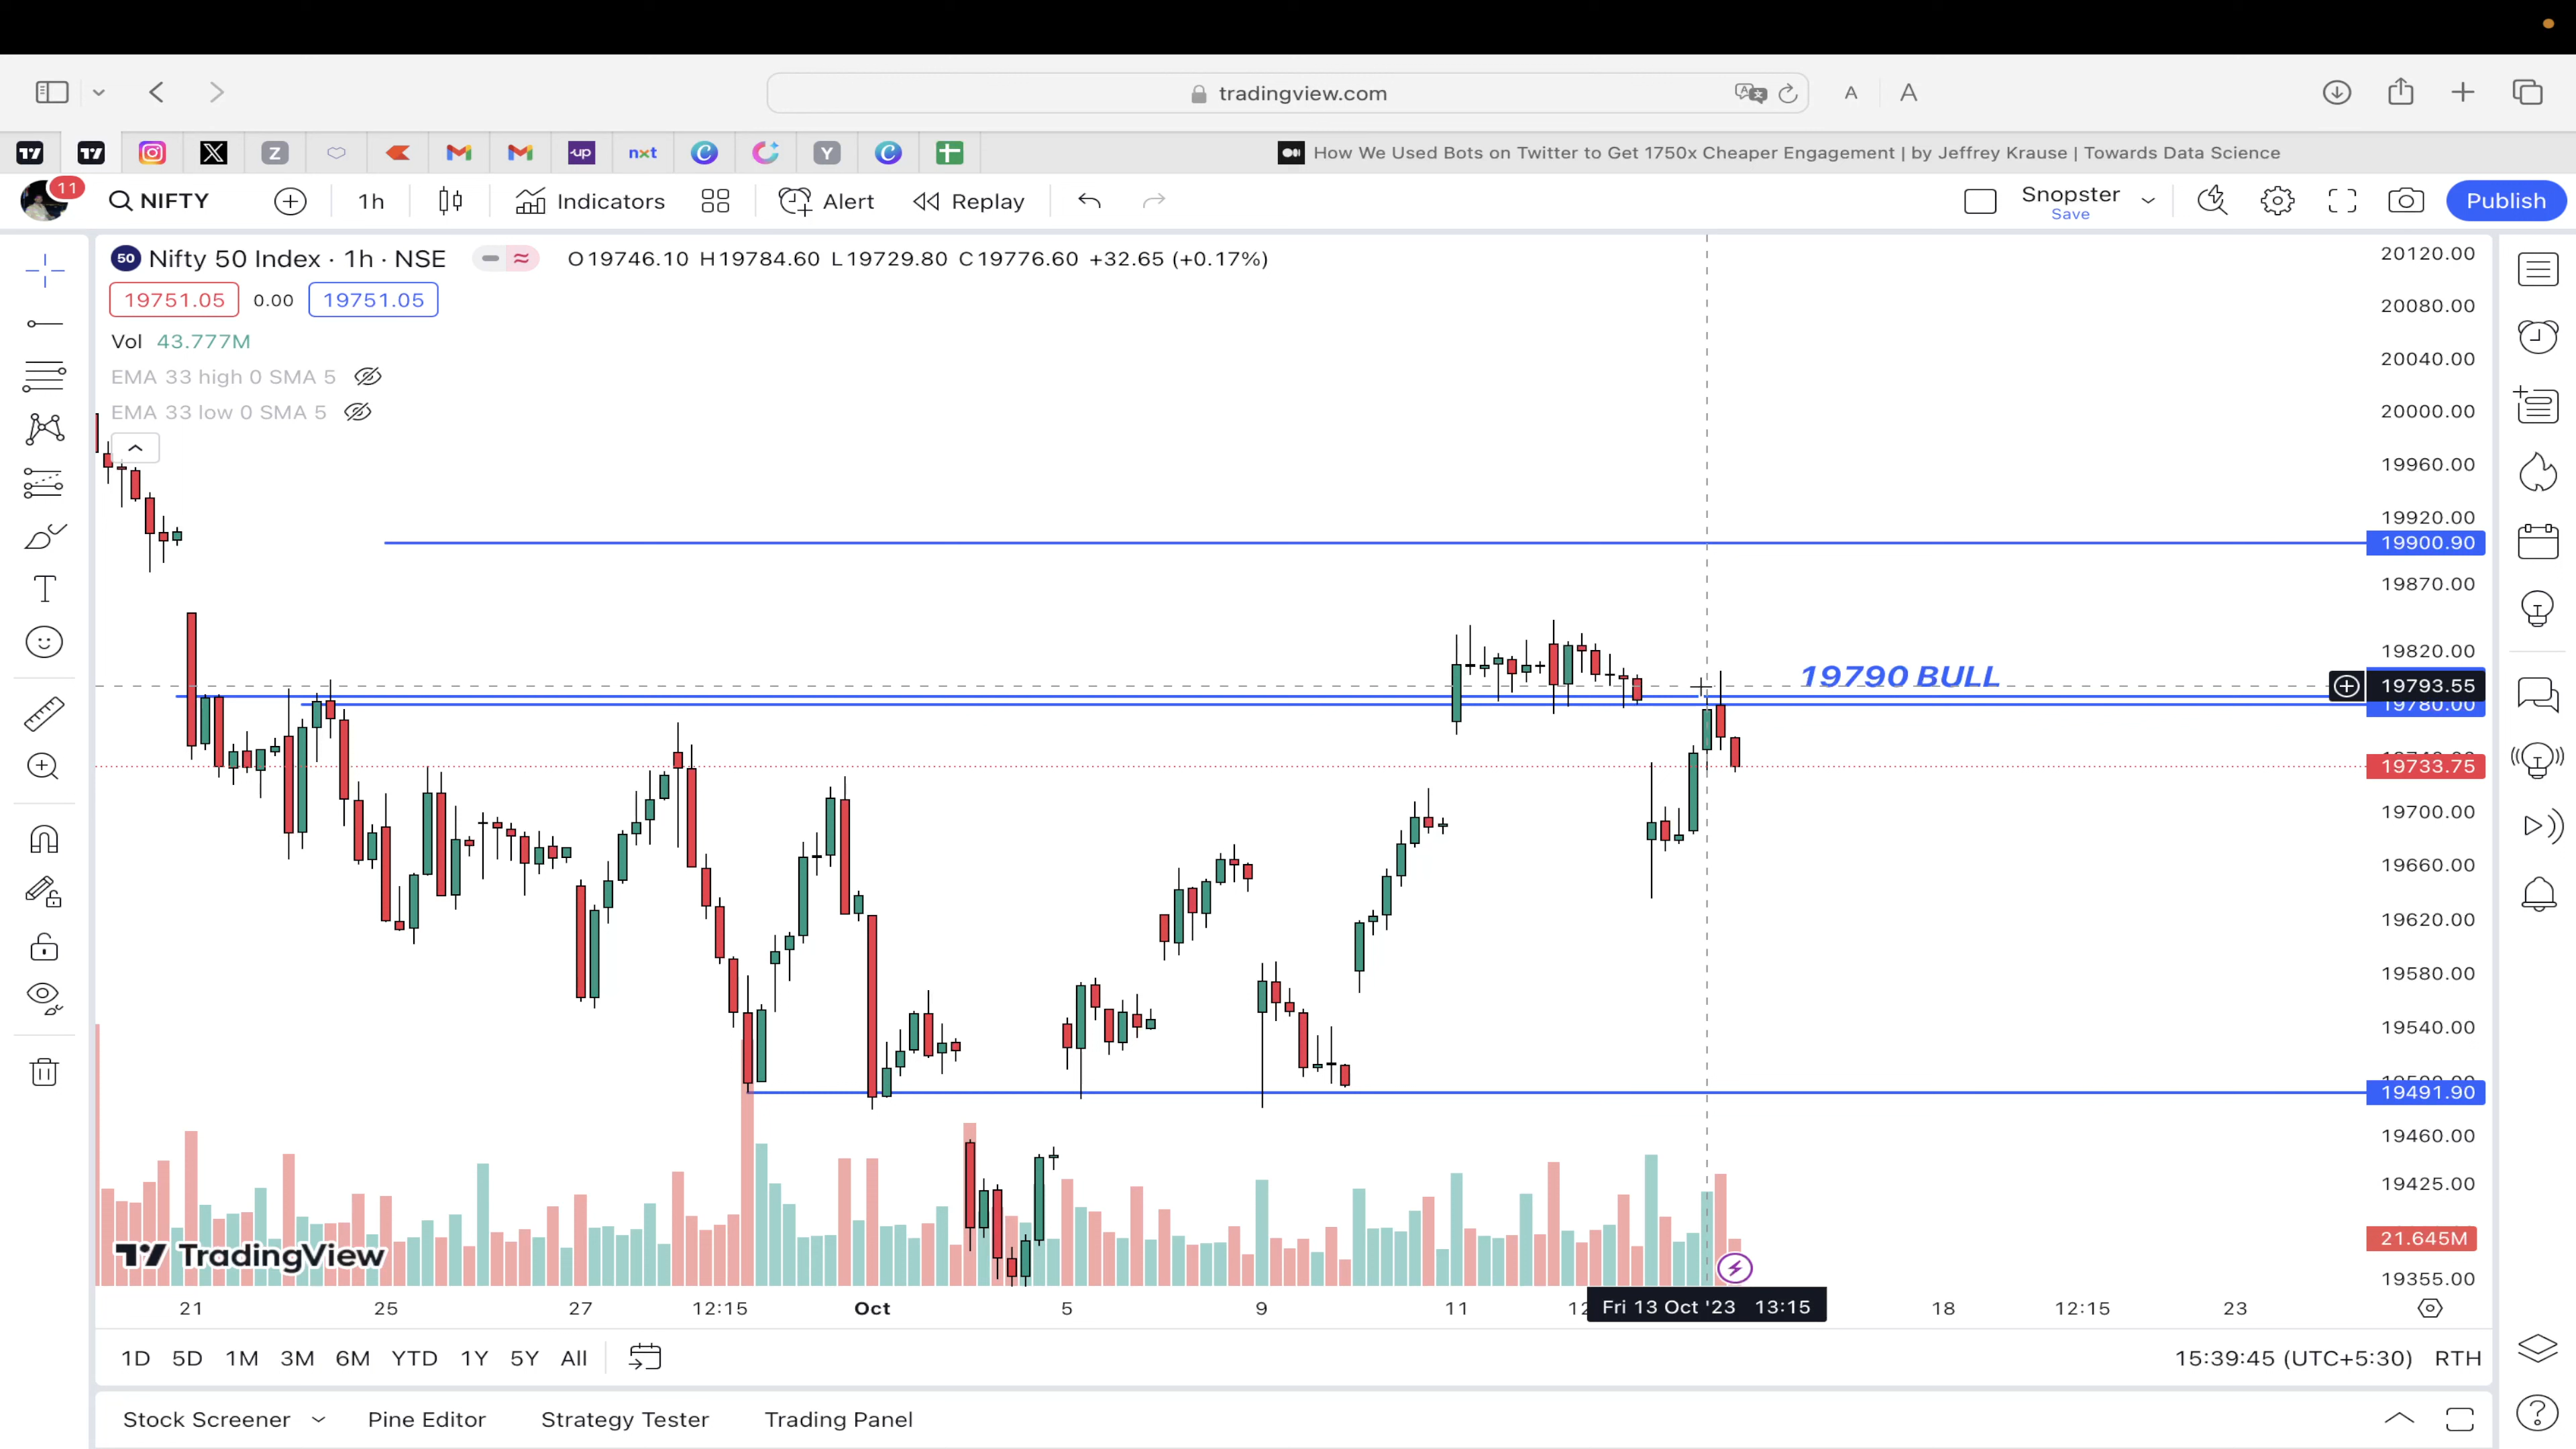 tradingview.com
A A
Z
up
nxt
Y
How We Used Bots on Twitter to Get 1750x Cheaper Engagement | by Jeffrey Krause | Towards Data Science
11
NIFTY
1h
Indicators
Alert
Replay
Snopster
Save
Publish
50 Nifty 50 Index · 1h · NSE O19746.10 H19784.60 L19729.80 C19776.60 +32.65 (+0.17%)
19751.05 0.00 19751.05
Vol 43.777M
EMA 33 high 0 SMA 5
EMA 33 low 0 SMA 5
20120.00
20080.00
20040.00
20000.00
19960.00
19920.00
19900.90
19870.00
19820.00
19790 BULL
19793.55
19780.00
19733.75
19700.00
19660.00
19620.00
19580.00
19540.00
19491.90
19460.00
19425.00
21.645M
19355.00
TradingView
21 25 27 12:15 Oct 5 9 11 Fri 13 Oct '23 13:15 18 12:15 23
1D 5D 1M 3M 6M YTD 1Y 5Y All
15:39:45 (UTC+5:30) RTH
Stock Screener Pine Editor Strategy Tester Trading Panel